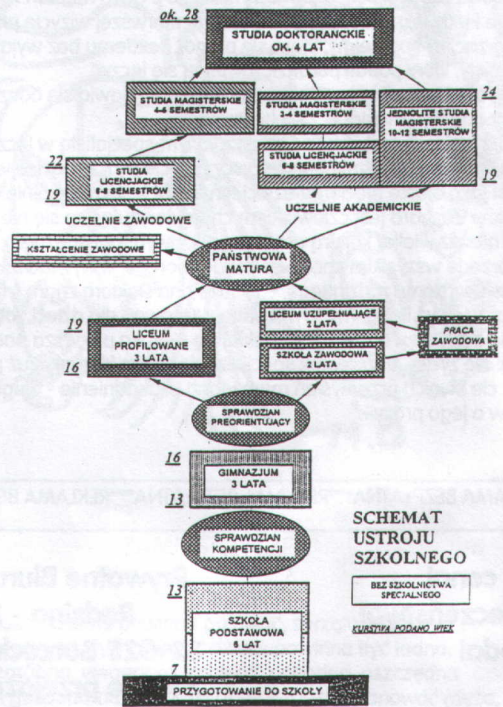 ok. 28
STUDIA DOKTORANCKIE
OK. 4 LAT
24
STUDIA MAGISTERSKIE
4-5 SEMESTRÓW
STUDIA MAGISTERSKIE
3-4 SEMESTRÓW
JEDNOLITE STUDIA
MAGISTERSKIE
10-12 SEMESTRÓW
22
STUDIA
LICENCJACKIE
6-8 SEMESTRÓW
STUDIA LICENCJACKIE
6-8 SEMESTRÓW
19
19
UCZELNIE ZAWODOWE
UCZELNIE AKADEMICKIE
KSZTAŁCENIE ZAWODOWE
PAŃSTWOWA
MATURA
19
LICEUM
PROFILOWANE
3 LATA
16
LICEUM UZUPEŁNIAJĄCE
2 LATA
SZKOŁA ZAWODOWA
2 LATA
PRACA
ZAWODOWA
SPRAWDZIAN
PREORIENTUJĄCY
16
GIMNAZJUM
3 LATA
13
SPRAWDZIAN
KOMPETENCJI
SCHEMAT
USTROJU
SZKOLNEGO
BEZ SZKOLNICTWA
SPECJALNEGO
KURSYWĄ PODANO WIEK
13
SZKOŁA
PODSTAWOWA
6 LAT
7
PRZYGOTOWANIE DO SZKOŁY